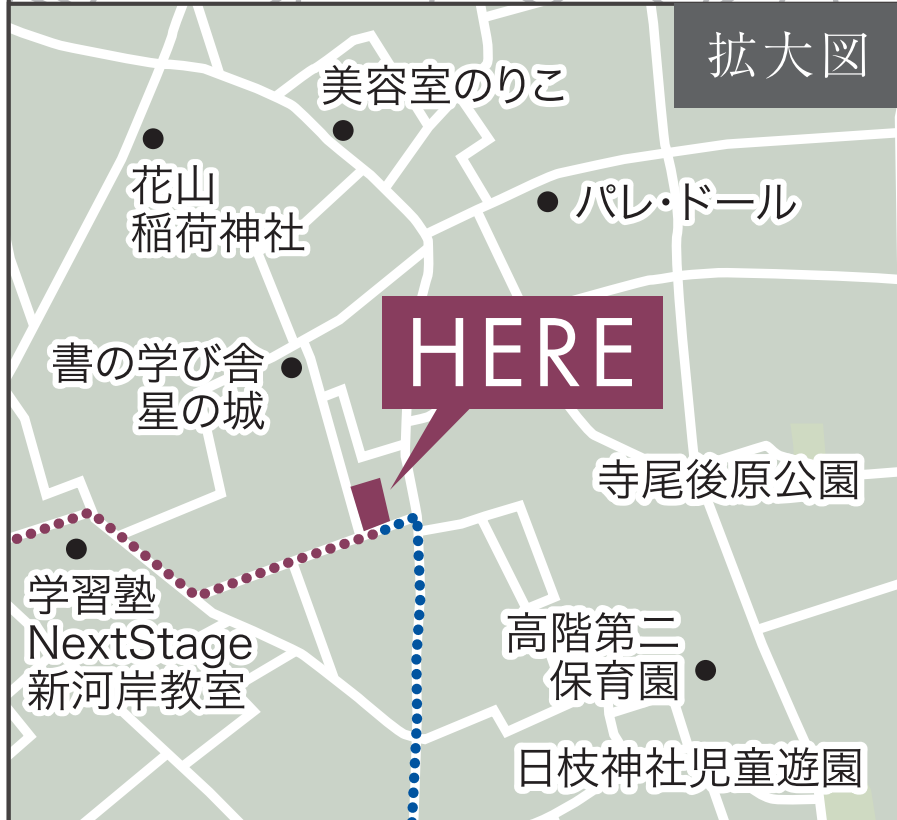 拡大図
美容室のりこ
花山
稲荷神社
パレ・ドール
HERE
書の学び舎
星の城
寺尾後原公園
学習塾
NextStage
新河岸教室
高階第二
保育園
日枝神社児童遊園